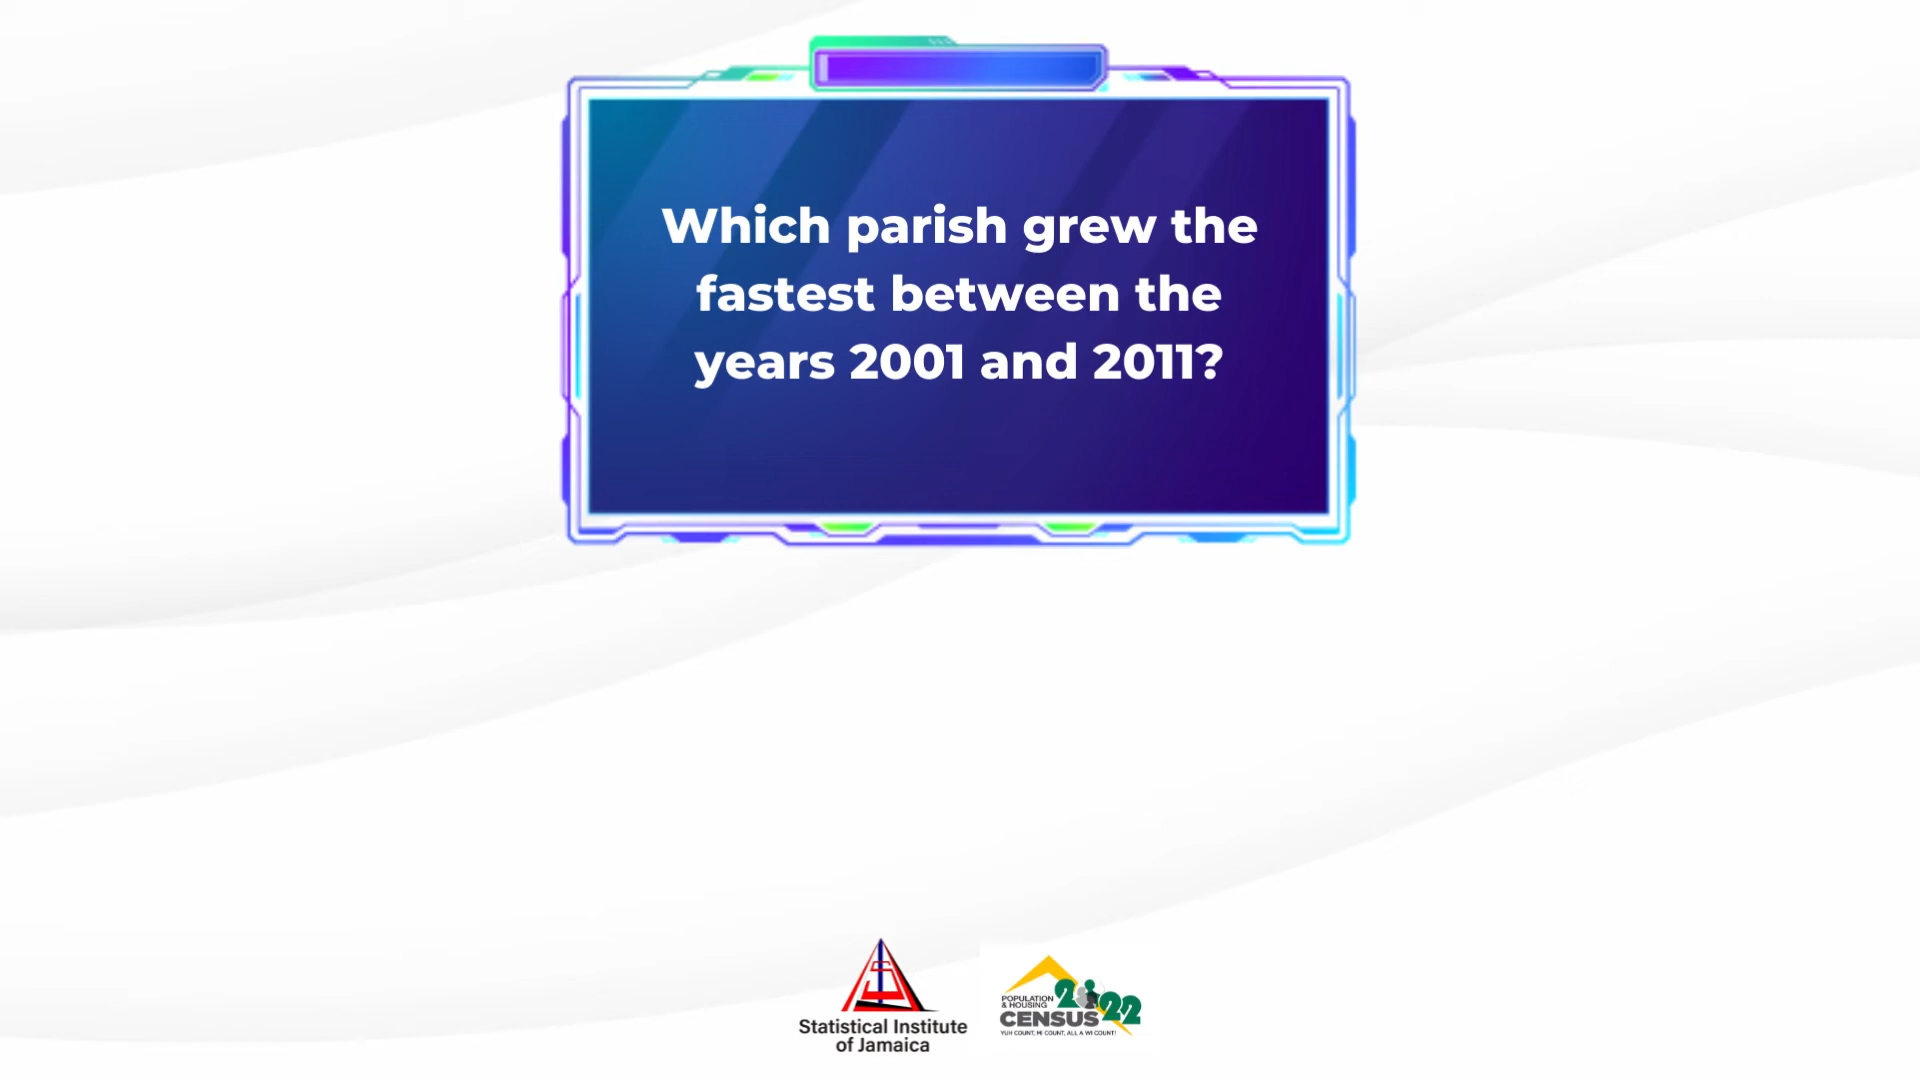 Which parish grew the
fastest between the
years 2001 and 2011?
Statistical Institute
of Jamaica
POPULATION
& HOUSING
CENSUS 2022
YUH COUNT, MI COUNT, ALL A WI COUNT!